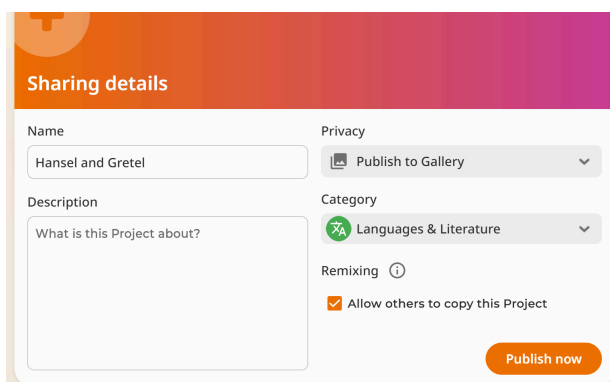 Sharing details
Name
Hansel and Gretel
Description
What is this Project about?
Privacy
Publish to Gallery
Category
Languages & Literature
Remixing
Allow others to copy this Project
Publish now